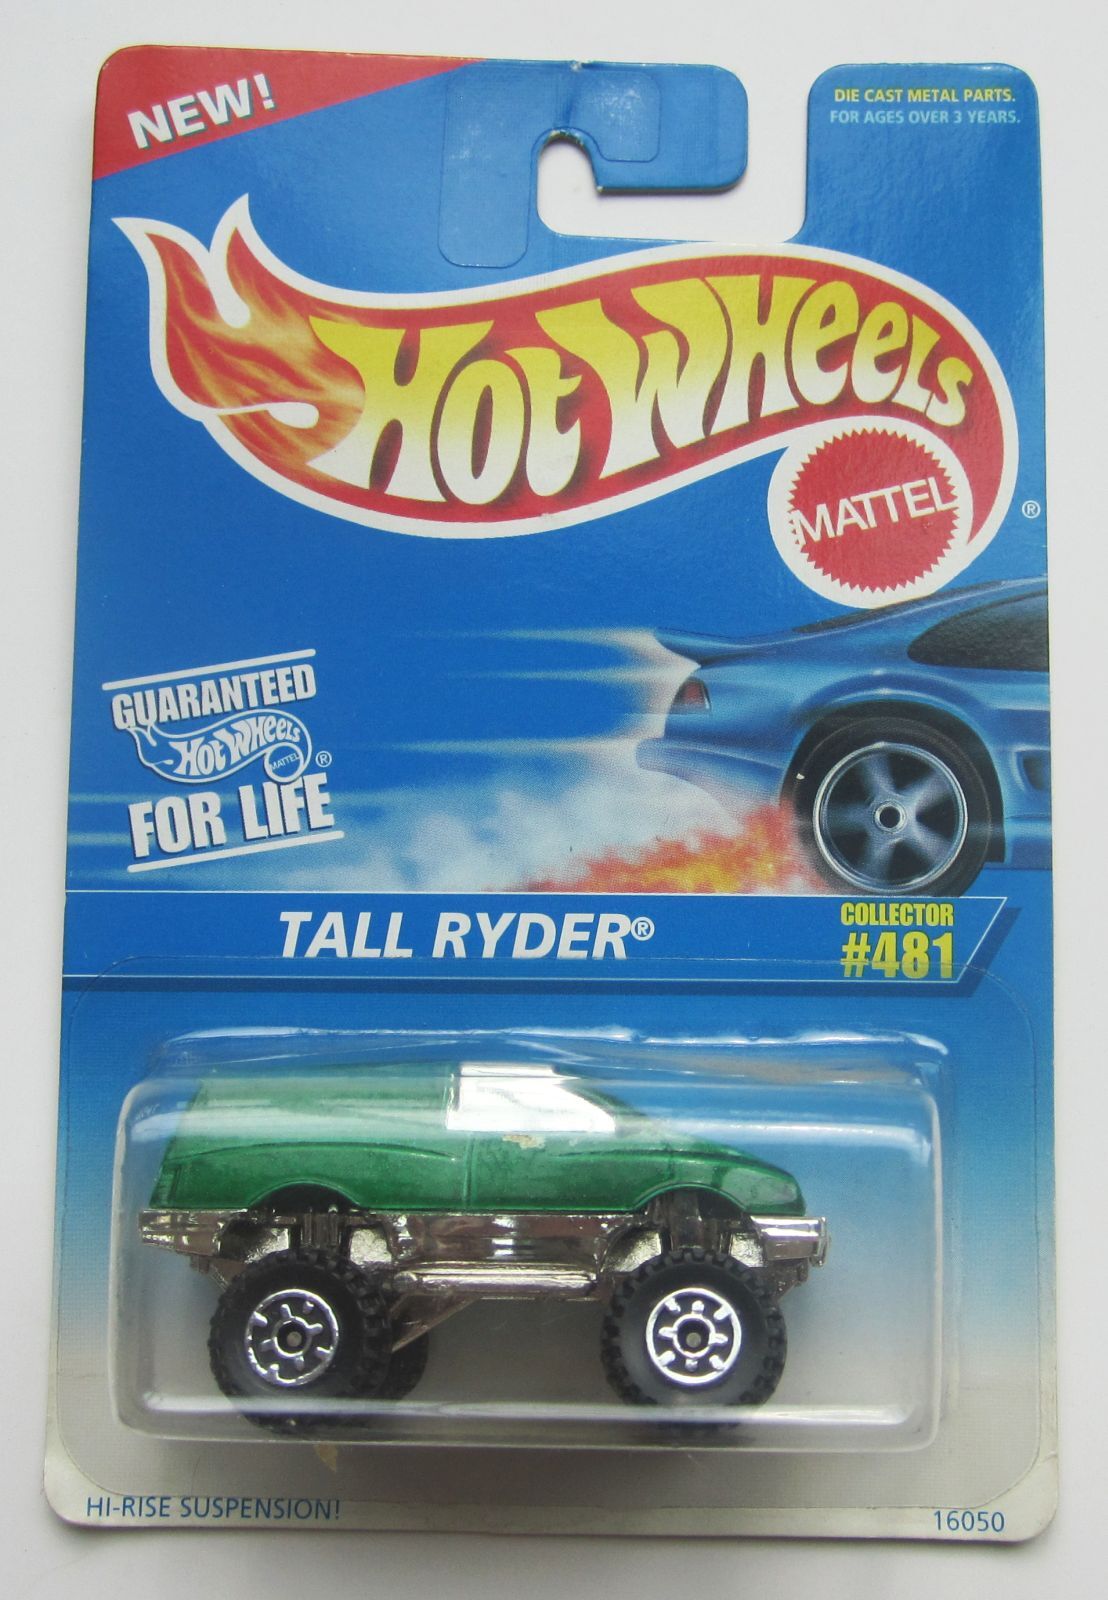 NEW!
DIE CAST METAL PARTS.
FOR AGES OVER 3 YEARS.
HOT WHEELS
MATTEL
®
GUARANTEED
HOT WHEELS
MATTEL
®
FOR LIFE
TALL RYDER®
COLLECTOR
#481
HI-RISE SUSPENSION!
16050